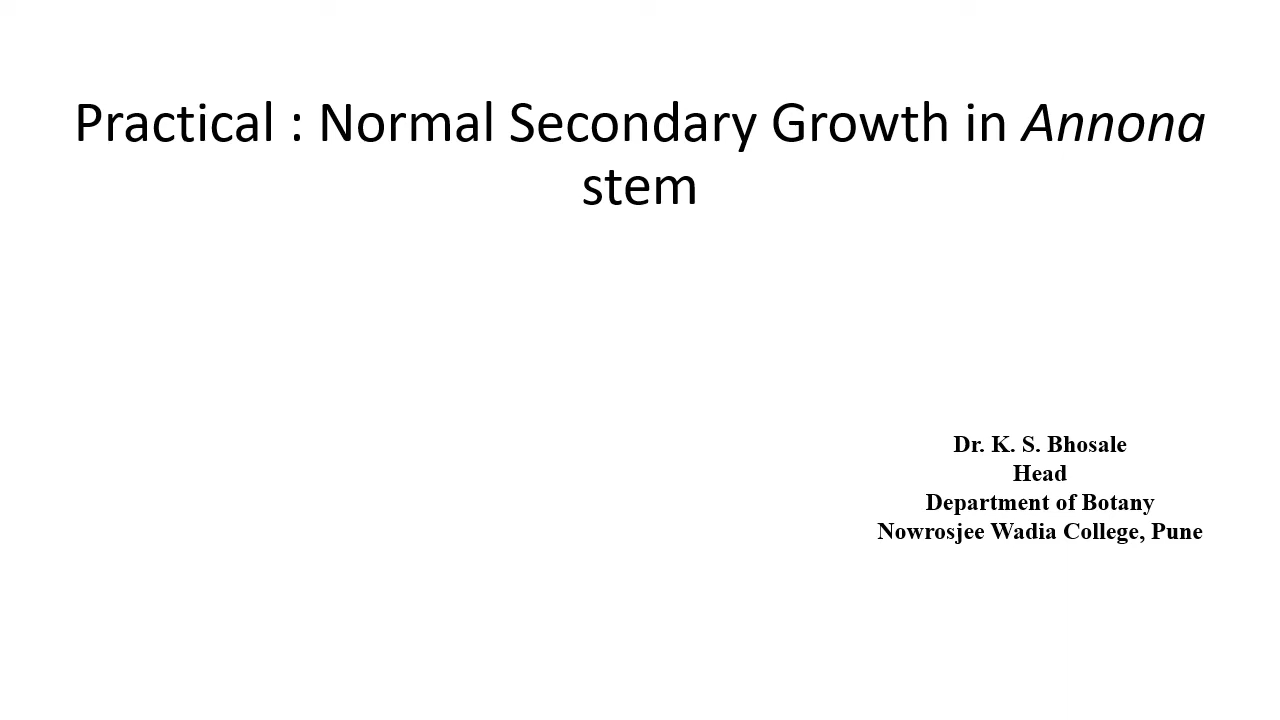 Practical : Normal Secondary Growth in Annona
stem
Dr. K. S. Bhosale
Head
Department of Botany
Nowrosjee Wadia College, Pune